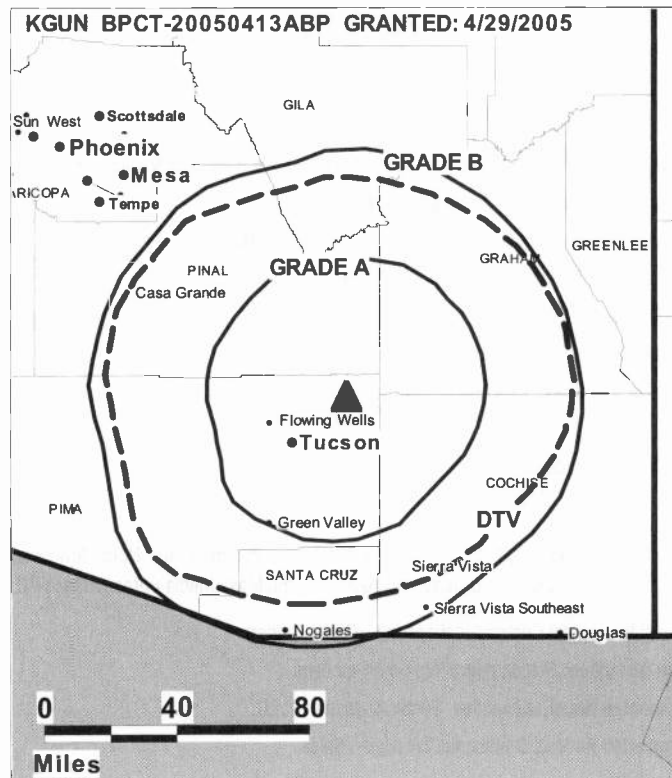 KGUN BPCT-20050413ABP GRANTED: 4/29/2005
GILA
Sun West
Scottsdale
Phoenix
Mesa
ARICOPA
Tempe
GRADE B
GREENLEE
GRAHAM
PINAL
GRADE A
Casa Grande
Flowing Wells
Tucson
COCHISE
PIMA
Green Valley
DTV
SANTA CRUZ
Sierra Vista
Sierra Vista Southeast
Nogales
Douglas
0 40 80
Miles